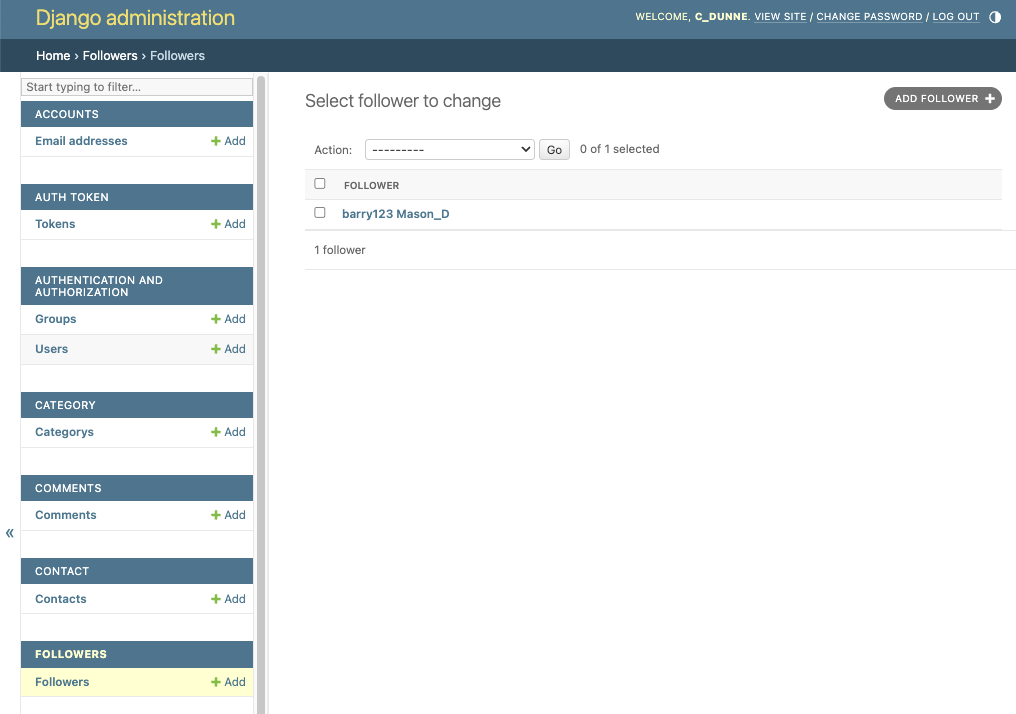 Django administration
WELCOME, C_DUNNE. VIEW SITE / CHANGE PASSWORD / LOG OUT
Home › Followers › Followers
Start typing to filter...
ACCOUNTS
Email addresses + Add
AUTH TOKEN
Tokens + Add
AUTHENTICATION AND
AUTHORIZATION
Groups + Add
Users + Add
CATEGORY
Categorys + Add
COMMENTS
Comments + Add
CONTACT
Contacts + Add
FOLLOWERS
Followers + Add
«
Select follower to change
ADD FOLLOWER +
Action: --------- Go 0 of 1 selected
FOLLOWER
barry123 Mason_D
1 follower